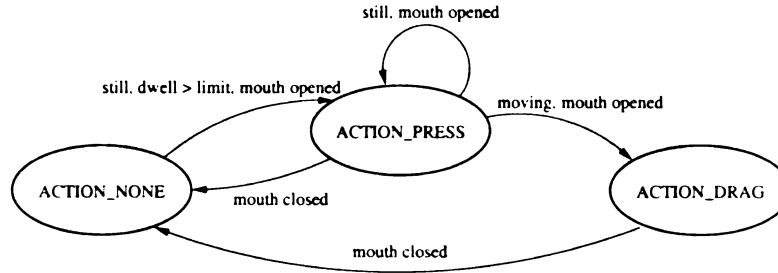 still, mouth opened
still, dwell > limit, mouth opened
moving, mouth opened
ACTION_PRESS
ACTION_NONE
ACTION_DRAG
mouth closed
mouth closed